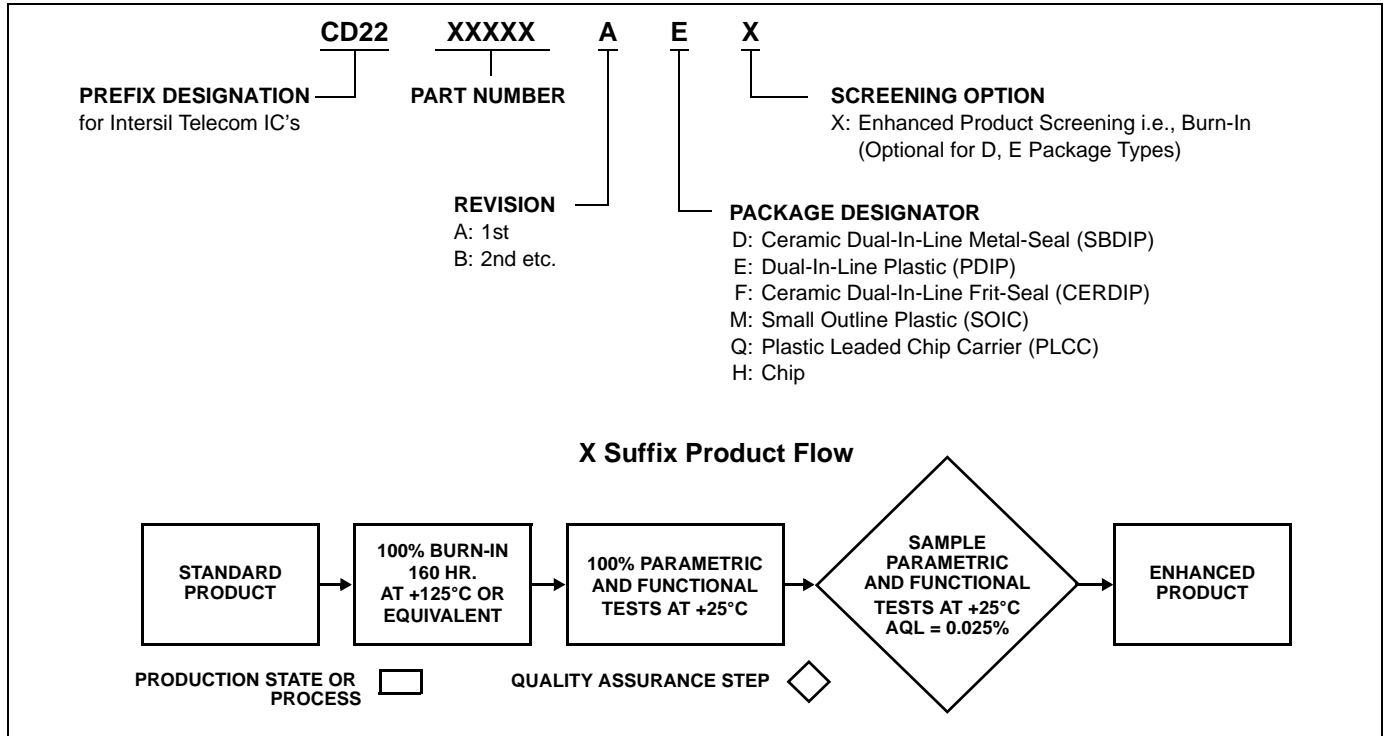 CD22 XXXXX A E X
PREFIX DESIGNATION
for Intersil Telecom IC's
PART NUMBER
SCREENING OPTION
X: Enhanced Product Screening i.e., Burn-In
(Optional for D, E Package Types)
REVISION
A: 1st
B: 2nd etc.
PACKAGE DESIGNATOR
D: Ceramic Dual-In-Line Metal-Seal (SBDIP)
E: Dual-In-Line Plastic (PDIP)
F: Ceramic Dual-In-Line Frit-Seal (CERDIP)
M: Small Outline Plastic (SOIC)
Q: Plastic Leaded Chip Carrier (PLCC)
H: Chip
X Suffix Product Flow
STANDARD
PRODUCT
100% BURN-IN
160 HR.
AT +125°C OR
EQUIVALENT
100% PARAMETRIC
AND FUNCTIONAL
TESTS AT +25°C
SAMPLE
PARAMETRIC
AND FUNCTIONAL
TESTS AT +25°C
AQL = 0.025%
ENHANCED
PRODUCT
PRODUCTION STATE OR
PROCESS
QUALITY ASSURANCE STEP